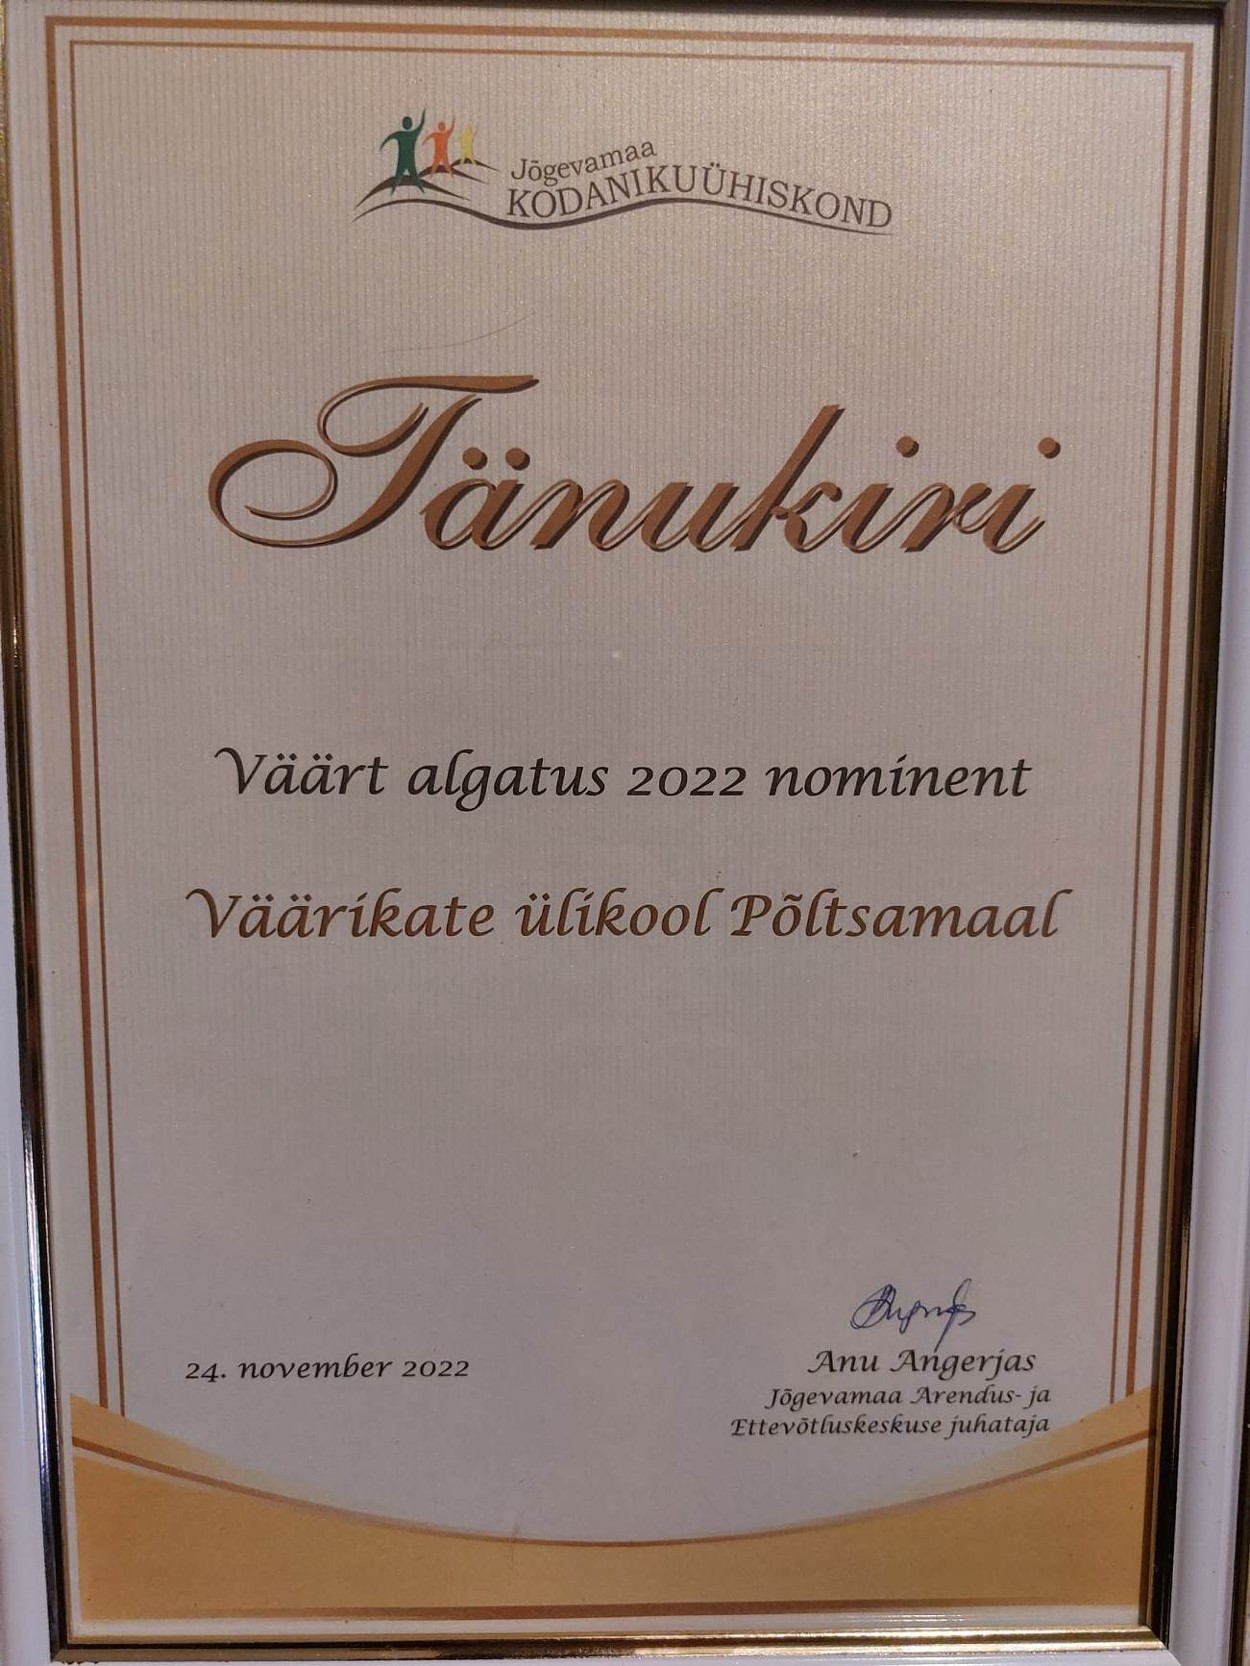 Jõgevamaa
KODANIKUÜHISKOND
Tänukiri
Väärt algatus 2022 nominent
Väärikate ülikool Põltsamaal
24. november 2022
Anu Angerjas
Jõgevamaa Arendus- ja
Ettevõtluskeskuse juhataja